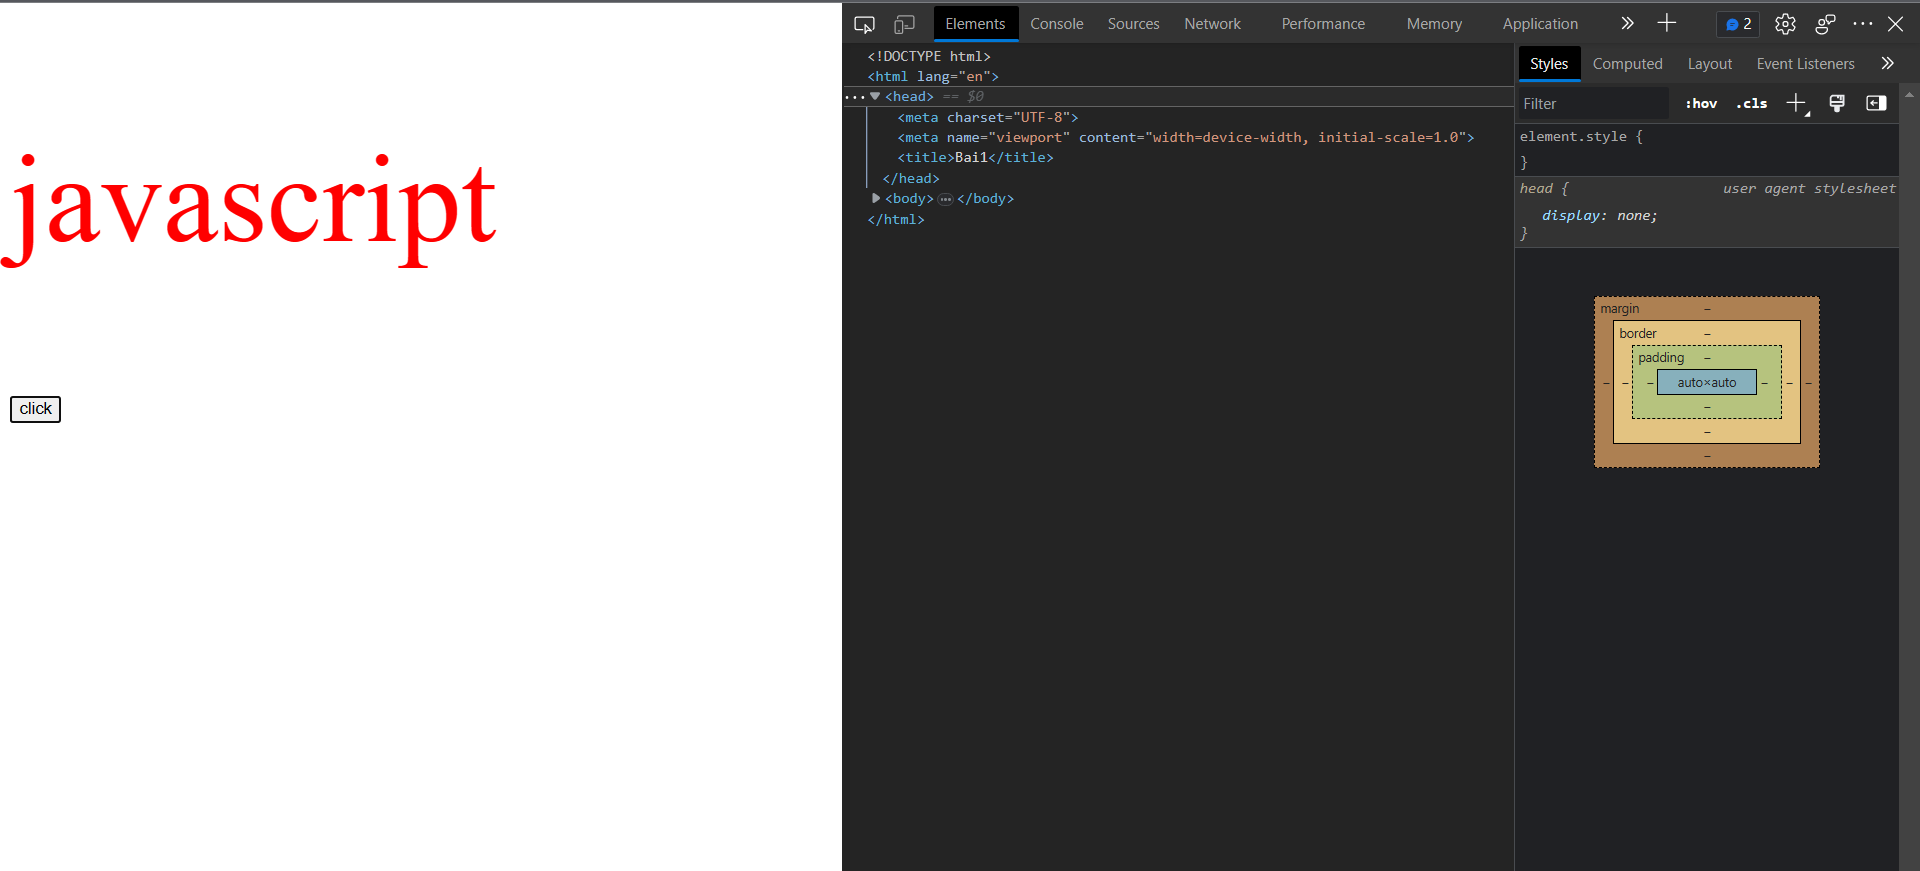 javascript
click
Elements Console Sources Network Performance Memory Application 2
<!DOCTYPE html>
<html lang="en">
<head> == $0
<meta charset="UTF-8">
<meta name="viewport" content="width=device-width, initial-scale=1.0">
<title>Bai1</title>
</head>
<body> … </body>
</html>
Styles Computed Layout Event Listeners
Filter :hov .cls
element.style {
}
head { user agent stylesheet
display: none;
}
margin –
border –
padding –
– – – auto×auto – – –
–
–
–